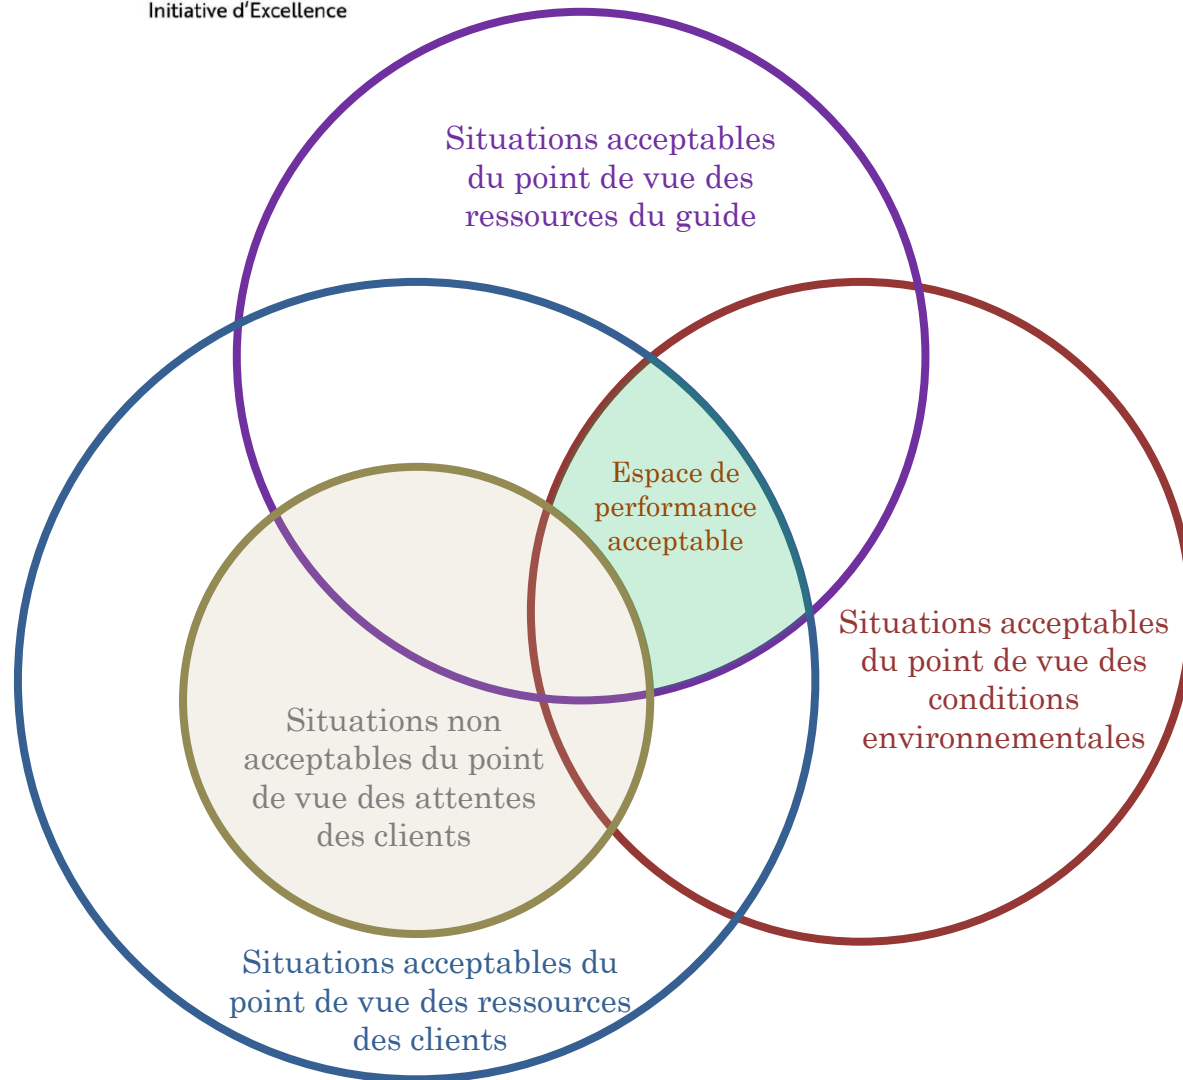 Initiative d’Excellence
Situations acceptables
du point de vue des
ressources du guide
Espace de
performance
acceptable
Situations acceptables
du point de vue des
conditions
environnementales
Situations non
acceptables du point
de vue des attentes
des clients
Situations acceptables du
point de vue des ressources
des clients